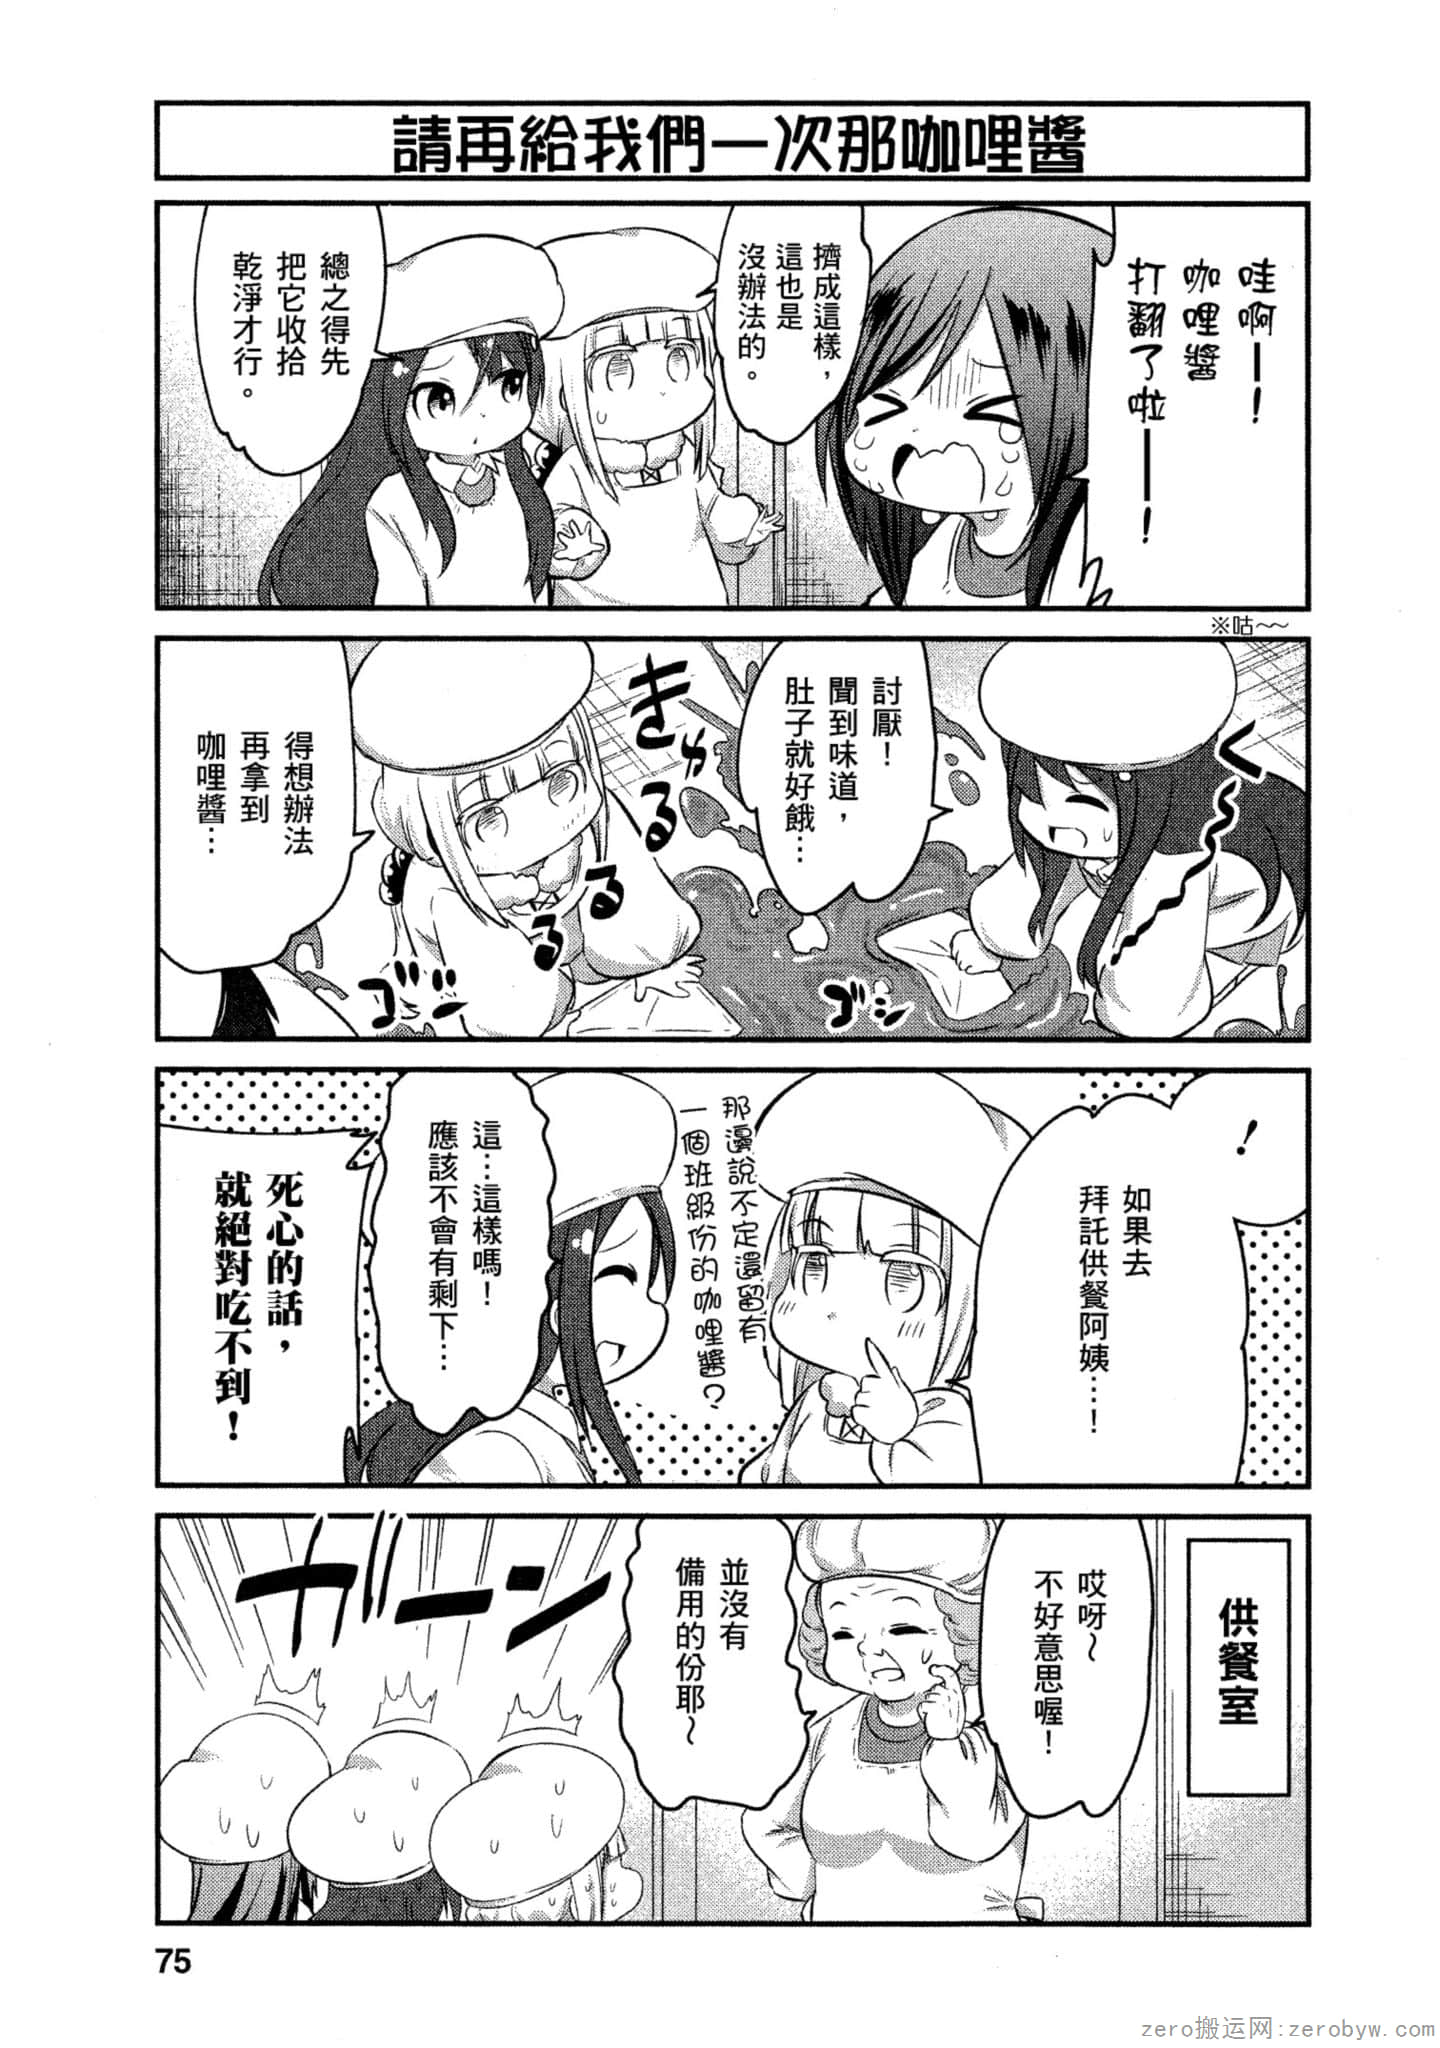 請再給我們一次那咖哩醬
哇啊——！
咖哩醬
打翻了啦——！
擠成這樣，
這也是
沒辦法的。
總之得先
把它收拾
乾淨才行。
※咕~~
く～～
討厭！
聞到味道，
肚子就好餓…
きゅ
るるる
ゴシ
ゴシ
得想辦法
再拿到
咖哩醬…
！
如果去
拜託供餐阿姨…！
那邊說不定還留有
一個班級份的咖哩醬？
這…這樣嗎！
應該不會有剩下…
死心的話，
就絕對吃不到！
供餐室
哎呀～
不好意思喔！
並沒有
備用的份耶～
ガーン
75
zero搬运网:zerobyw.com